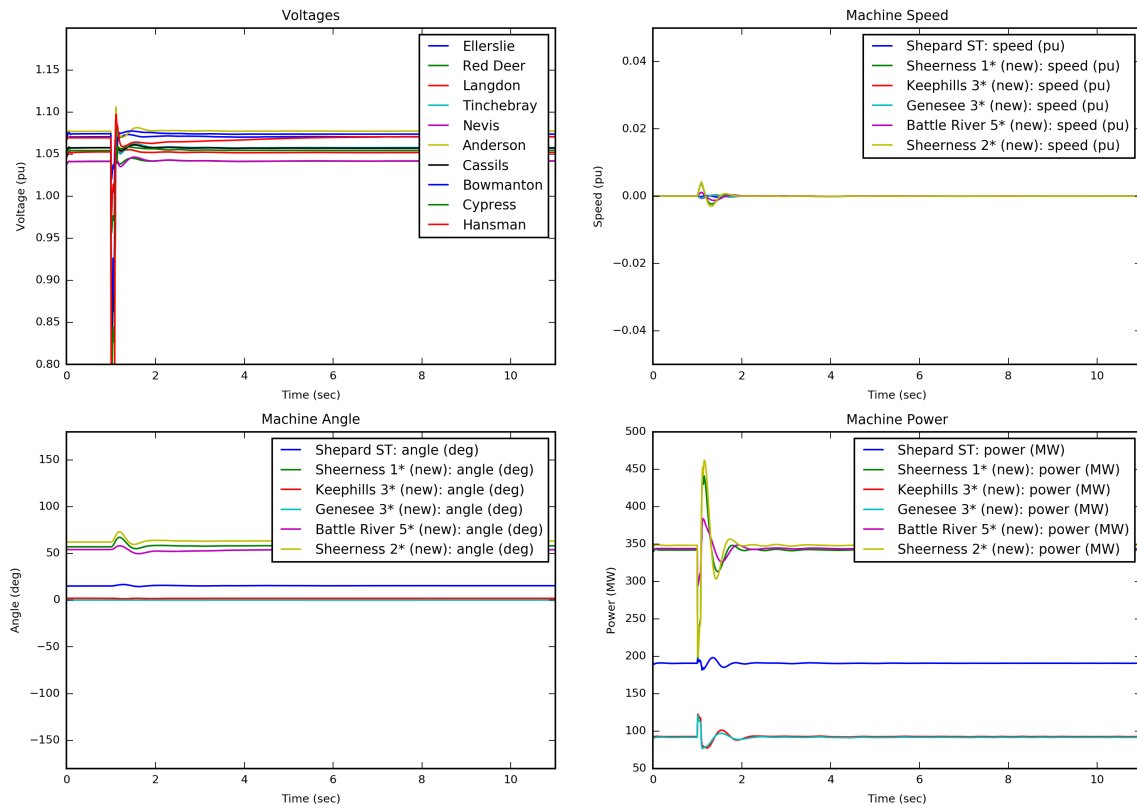 Voltages
1.15
1.10
1.05
1.00
0.95
0.90
0.85
0.80
Voltage (pu)
0
2
4
6
8
10
Time (sec)
Ellerslie
Red Deer
Langdon
Tinchebray
Nevis
Anderson
Cassils
Bowmanton
Cypress
Hansman
Machine Speed
0.04
0.02
0.00
−0.02
−0.04
Speed (pu)
0
2
4
6
8
10
Time (sec)
Shepard ST: speed (pu)
Sheerness 1* (new): speed (pu)
Keephills 3* (new): speed (pu)
Genesee 3* (new): speed (pu)
Battle River 5* (new): speed (pu)
Sheerness 2* (new): speed (pu)
Machine Angle
150
100
50
0
−50
−100
−150
Angle (deg)
0
2
4
6
8
10
Time (sec)
Shepard ST: angle (deg)
Sheerness 1* (new): angle (deg)
Keephills 3* (new): angle (deg)
Genesee 3* (new): angle (deg)
Battle River 5* (new): angle (deg)
Sheerness 2* (new): angle (deg)
Machine Power
500
450
400
350
300
250
200
150
100
50
Power (MW)
0
2
4
6
8
10
Time (sec)
Shepard ST: power (MW)
Sheerness 1* (new): power (MW)
Keephills 3* (new): power (MW)
Genesee 3* (new): power (MW)
Battle River 5* (new): power (MW)
Sheerness 2* (new): power (MW)